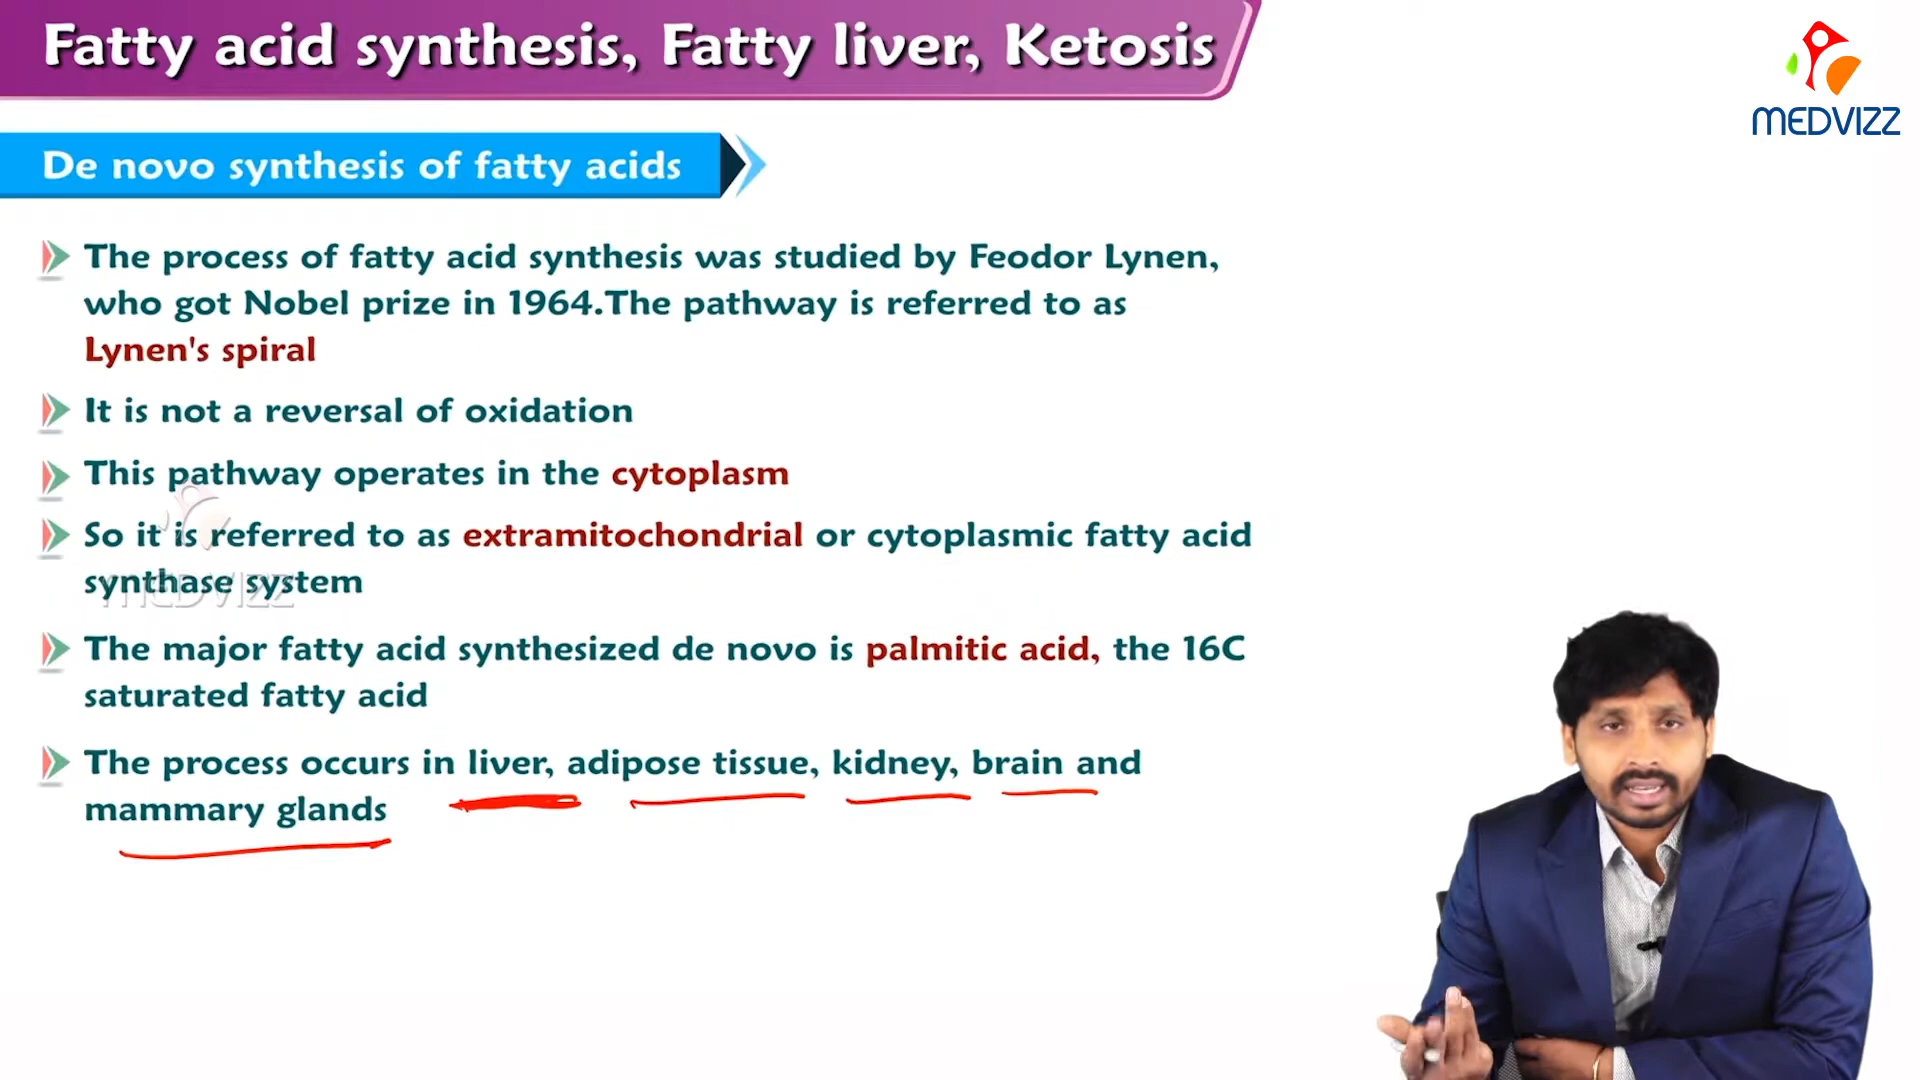 Fatty acid synthesis, Fatty liver, Ketosis
MEDVIZZ
De novo synthesis of fatty acids
The process of fatty acid synthesis was studied by Feodor Lynen,
who got Nobel prize in 1964.The pathway is referred to as
Lynen's spiral
It is not a reversal of oxidation
This pathway operates in the cytoplasm
So it is referred to as extramitochondrial or cytoplasmic fatty acid
synthase system
MEDVIZZ
The major fatty acid synthesized de novo is palmitic acid, the 16C
saturated fatty acid
The process occurs in liver, adipose tissue, kidney, brain and
mammary glands